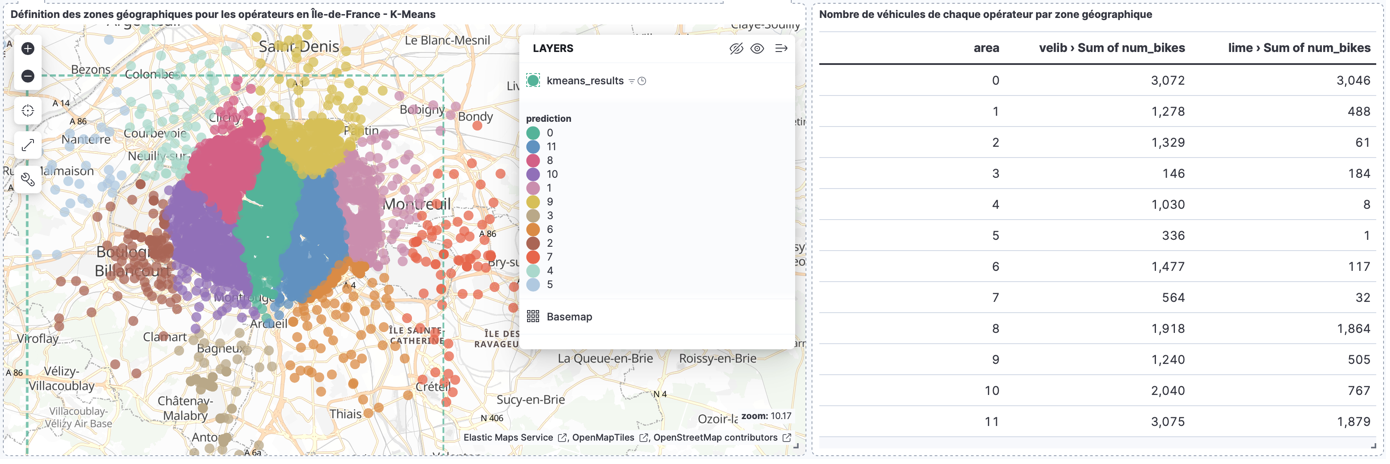 Définition des zones géographiques pour les opérateurs en Île-de-France - K-Means
Saint-Denis
Le Blanc-Mesnil
Bezons
Colombe
A 14
A 86
Clichy
Bobigny
Bondy
Courbevoie
Pantin
Nanterre
Neuilly-sur-
Malmaison
Montreuil
A 86
Boulogn
Billancourt
Bry-su
A 4
Montrouge
Arcueil
ÎLE SAINTE
CATHERINE
ÎLE DES
RAVAGEU
Viroflay
Clamart
Bagneux
La Queue-en-Brie
Roissy-en-Brie
A 86
Vélizy-
Villacoublay
Créteil
Sucy-en-Brie
N 4
Châtenay-
Malabry
Villacoublay-
Vélizy Air Base
Thiais
N 406
Ozoir-la
zoom: 10.17
Anto
A 6a
Elastic Maps Service , OpenMapTiles , OpenStreetMap contributors
LAYERS
kmeans_results
prediction
0
11
8
10
1
9
3
6
2
7
4
5
Basemap
Nombre de véhicules de chaque opérateur par zone géographique
area velib › Sum of num_bikes lime › Sum of num_bikes
0 3,072 3,046
1 1,278 488
2 1,329 61
3 146 184
4 1,030 8
5 336 1
6 1,477 117
7 564 32
8 1,918 1,864
9 1,240 505
10 2,040 767
11 3,075 1,879